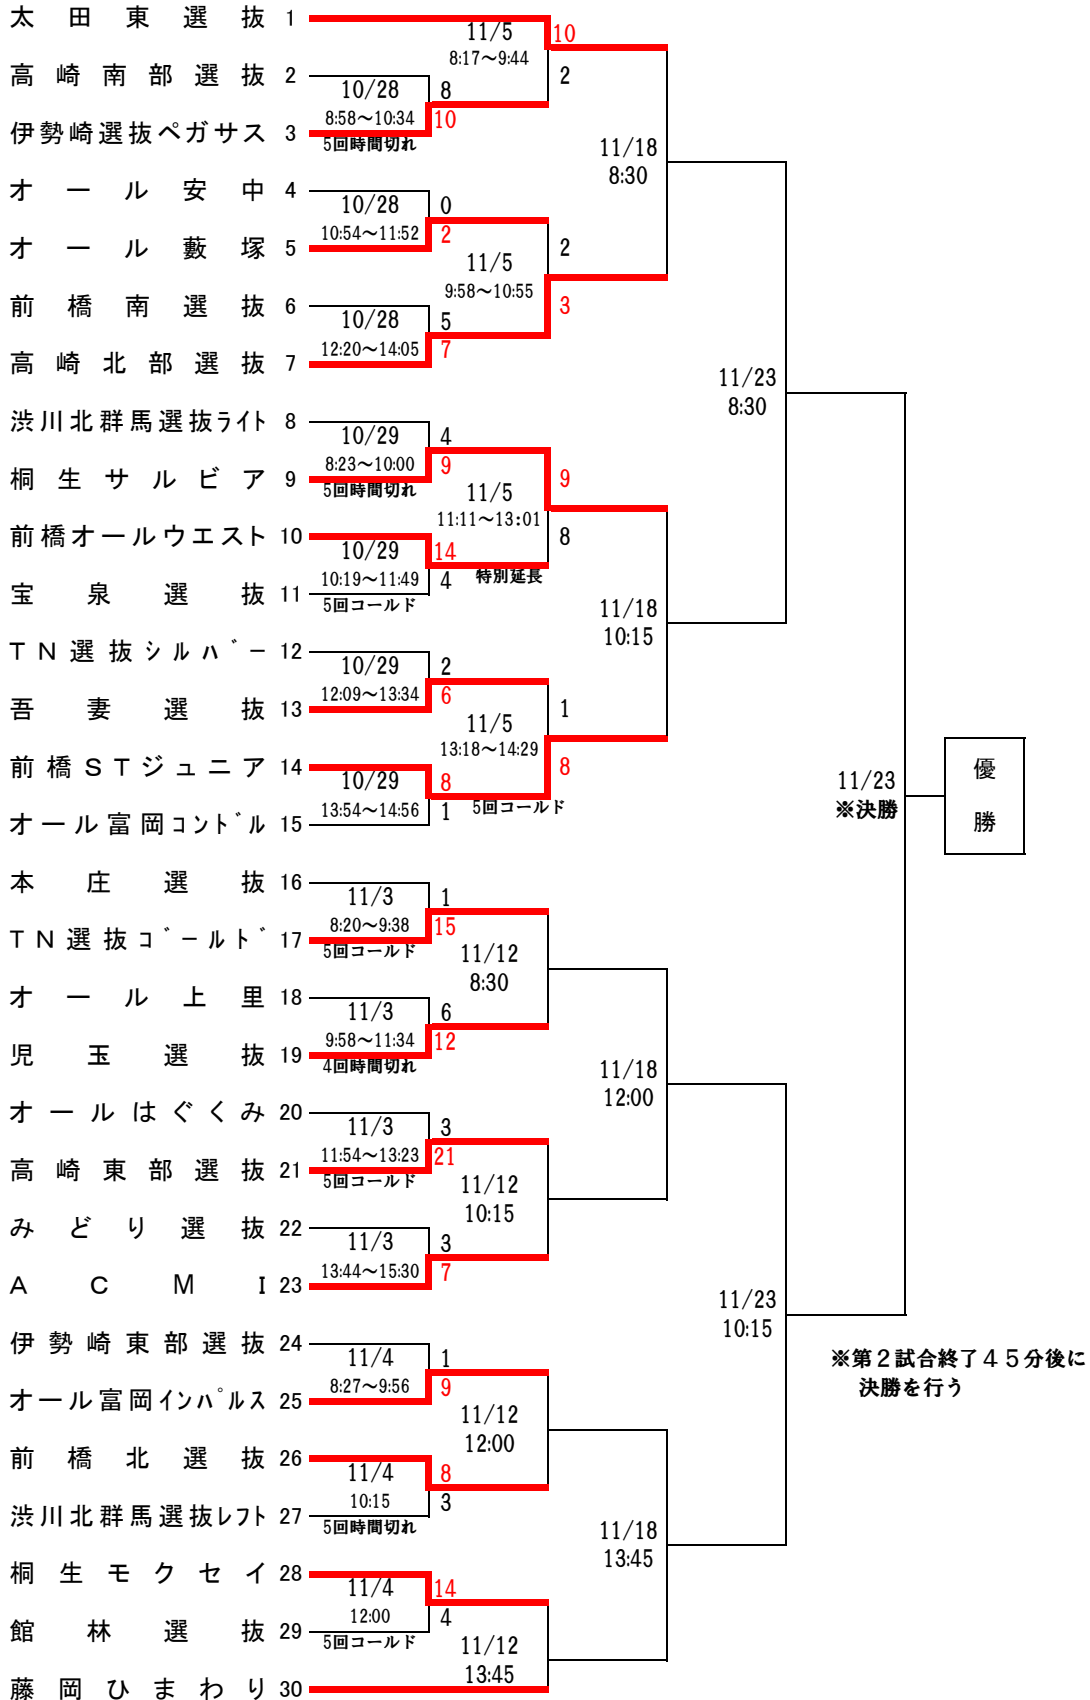 太田東選抜 1
11/5
10
8:17～9:44
高崎南部選抜 2
2
10/28
8
8:58～10:34
10
伊勢崎選抜ペガサス 3
5回時間切れ
11/18
8:30
オール安中 4
10/28
0
10:54～11:52
2
オール藪塚 5
2
11/5
9:58～10:55
前橋南選抜 6
3
10/28
5
12:20～14:05
7
高崎北部選抜 7
11/23
8:30
渋川北群馬選抜ライト 8
10/29
4
8:23～10:00
9
桐生サルビア 9
9
5回時間切れ
11/5
11:11～13:01
前橋オールウエスト 10
8
10/29
14
10:19～11:49
4
特別延長
宝泉選抜 11
5回コールド
11/18
10:15
TN選抜シルバー 12
10/29
2
12:09～13:34
6
吾妻選抜 13
1
11/5
13:18～14:29
前橋STジュニア 14
8
10/29
8
13:54～14:56
1
5回コールド
オール富岡コンドル 15
11/23
※決勝
優
勝
本庄選抜 16
11/3
1
8:20～9:38
15
TN選抜ゴールド 17
5回コールド
11/12
8:30
オール上里 18
11/3
6
9:58～11:34
12
児玉選抜 19
4回時間切れ
11/18
12:00
オールはぐくみ 20
11/3
3
11:54～13:23
21
高崎東部選抜 21
5回コールド
11/12
10:15
みどり選抜 22
11/3
3
13:44～15:30
7
ACMI 23
11/23
10:15
伊勢崎東部選抜 24
11/4
1
8:27～9:56
9
オール富岡インパルス 25
※第２試合終了４５分後に
決勝を行う
11/12
12:00
前橋北選抜 26
11/4
8
10:15
3
渋川北群馬選抜レフト 27
5回時間切れ
11/18
13:45
桐生モクセイ 28
11/4
14
12:00
4
館林選抜 29
5回コールド
11/12
13:45
藤岡ひまわり 30